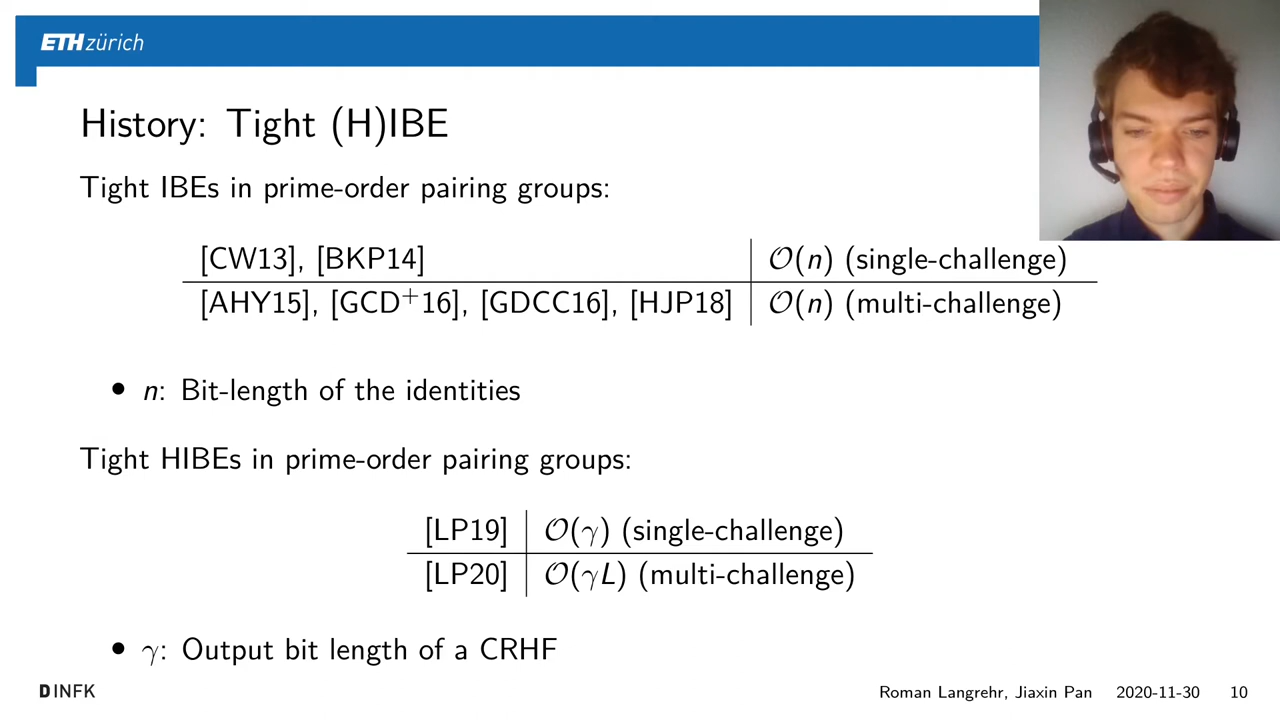 ETH zürich
History: Tight (H)IBE
Tight IBEs in prime-order pairing groups:
[CW13], [BKP14] 𝒪(n) (single-challenge)
[AHY15], [GCD⁺16], [GDCC16], [HJP18] 𝒪(n) (multi-challenge)
• n: Bit-length of the identities
Tight HIBEs in prime-order pairing groups:
[LP19] 𝒪(γ) (single-challenge)
[LP20] 𝒪(γL) (multi-challenge)
• γ: Output bit length of a CRHF
D INFK
Roman Langrehr, Jiaxin Pan 2020-11-30 10